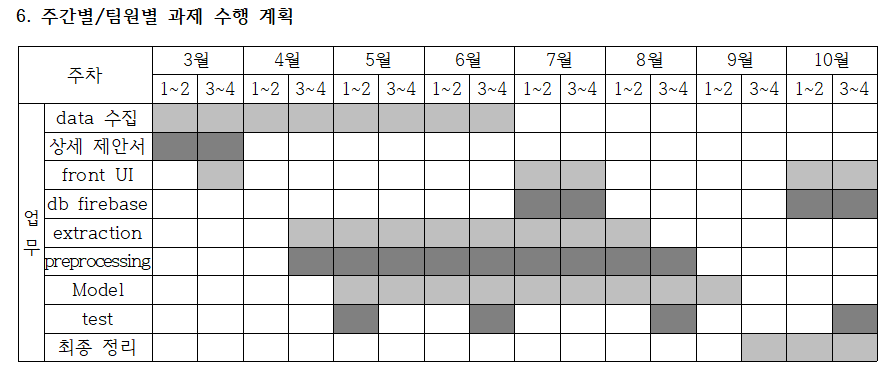 6. 주간별/팀원별 과제 수행 계획
주차 3월 4월 5월 6월 7월 8월 9월 10월
1~2 3~4 1~2 3~4 1~2 3~4 1~2 3~4 1~2 3~4 1~2 3~4 1~2 3~4 1~2 3~4
업무
data 수집
상세 제안서
front UI
db firebase
extraction
preprocessing
Model
test
최종 정리